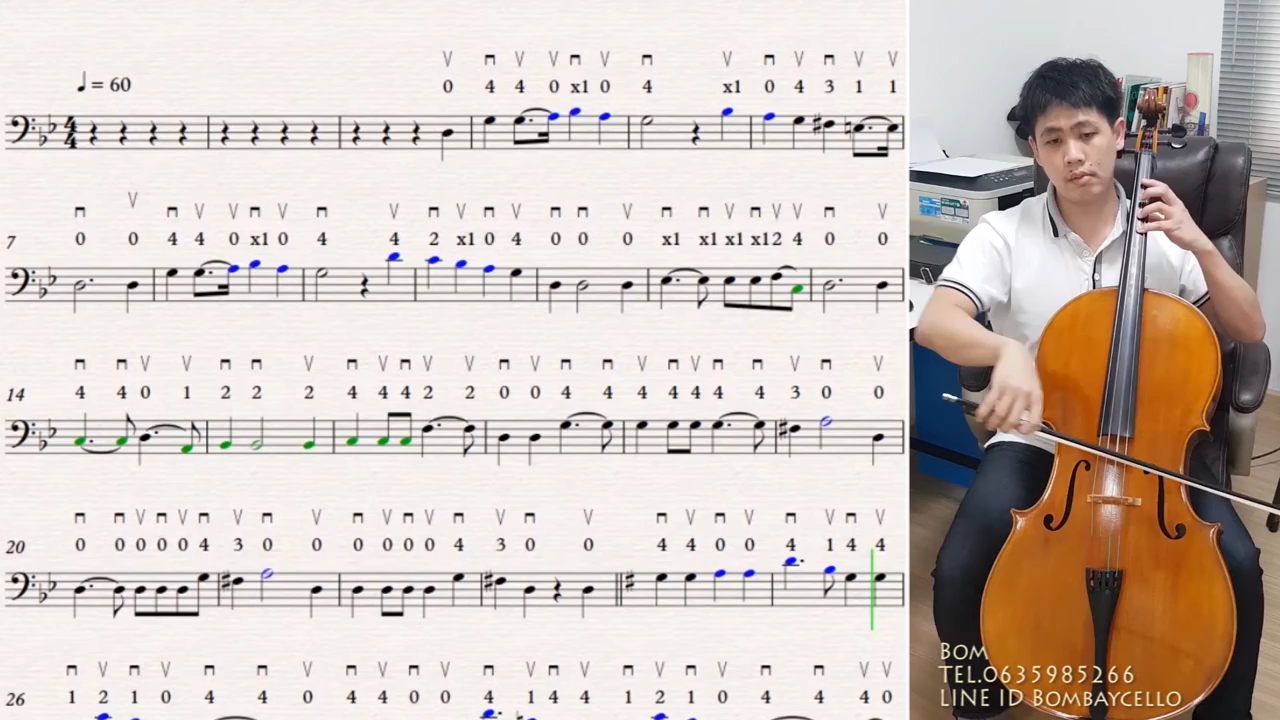 ♩ = 60
V ⊓ V V ⊓ V ⊓ V ⊓ V ⊓ V V
0 4 4 0 x1 0 4 x1 0 4 3 1 1
4
4
⊓ V ⊓ V V ⊓ V ⊓ V ⊓ V ⊓ V ⊓ ⊓ V ⊓ ⊓ V ⊓ V V ⊓ V
7 0 0 4 4 0 x1 0 4 4 2 x1 0 4 0 0 0 x1 x1 x1 x1 2 4 0 0
⊓ ⊓ V V ⊓ ⊓ V ⊓ V ⊓ V V ⊓ V ⊓ ⊓ V ⊓ V ⊓ ⊓ V ⊓ V
14 4 4 0 1 2 2 2 4 4 4 2 2 0 0 4 4 4 4 4 4 4 3 0 0
⊓ ⊓ V ⊓ V ⊓ V ⊓ V ⊓ ⊓ V V ⊓ V ⊓ V ⊓ V ⊓ V ⊓ V ⊓ V
20 0 0 0 0 0 4 3 0 0 0 0 0 0 4 3 0 0 4 4 0 0 4 1 4 4
26 1 2 1 0 4 4 0 4 4 0 0 4 1 4 4 1 2 1 0 4 4 4 0
Bom
TEL.0635985266
LINE ID Bombaycello